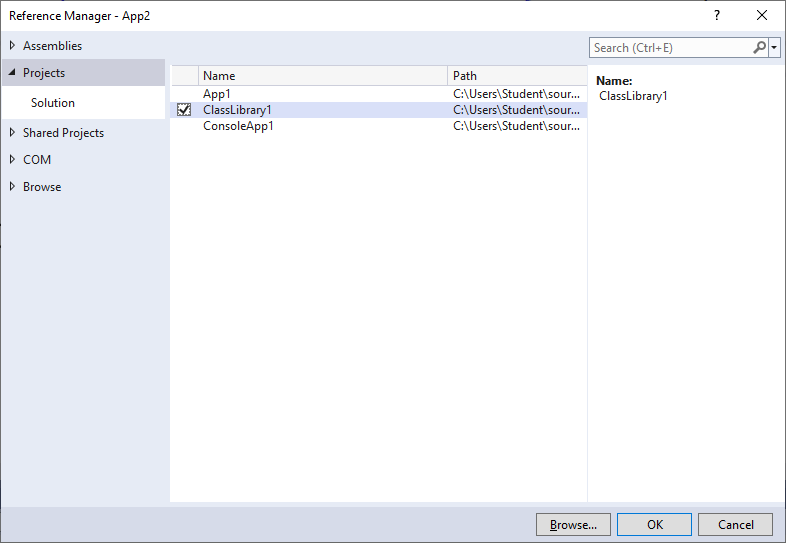 Reference Manager - App2
?
Assemblies
Projects
Solution
Shared Projects
COM
Browse
Name Path
App1 C:\Users\Student\sour...
ClassLibrary1 C:\Users\Student\sour...
ConsoleApp1 C:\Users\Student\sour...
Search (Ctrl+E)
Name:
ClassLibrary1
Browse... OK Cancel